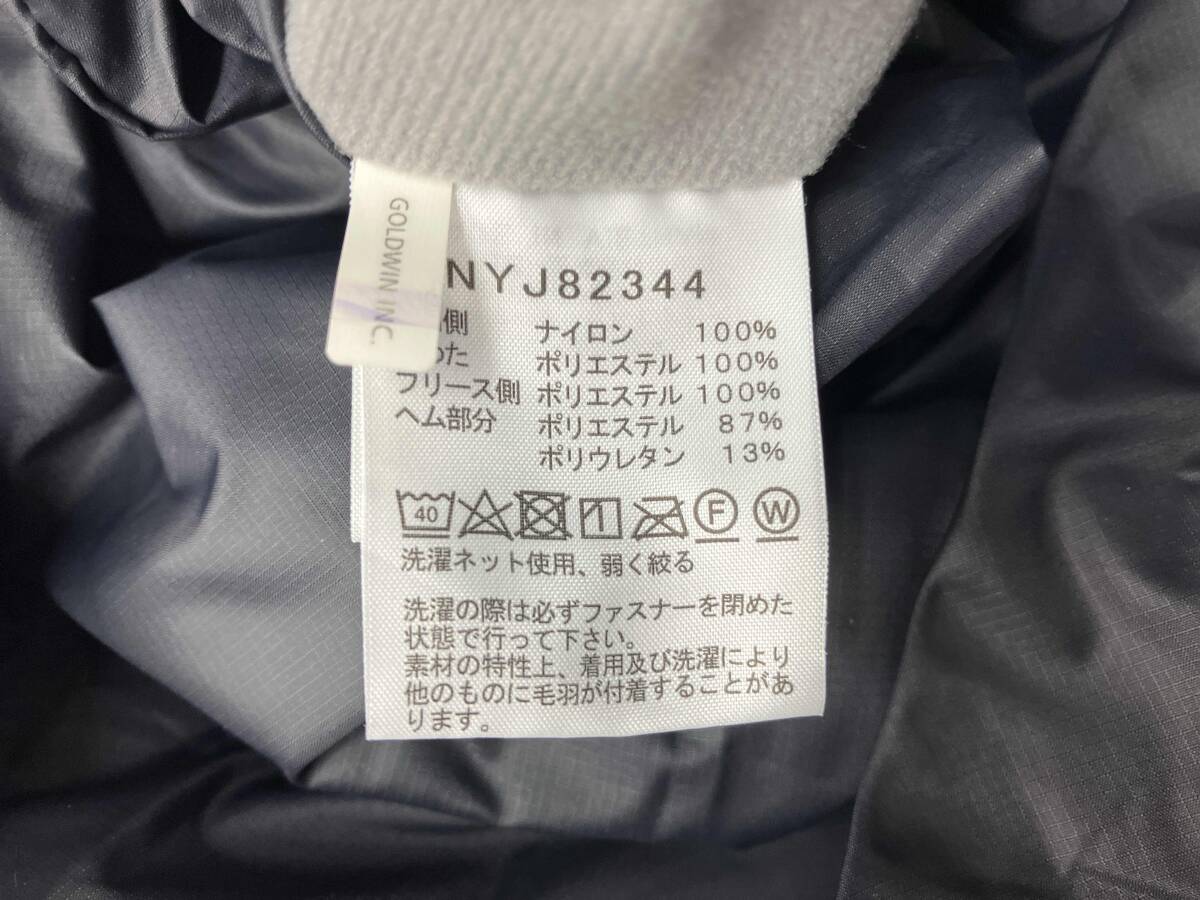 GOLDWIN INC.
NYJ82344
側 ナイロン 100%
わた ポリエステル 100%
フリース側 ポリエステル 100%
ヘム部分 ポリエステル 87%
ポリウレタン 13%
40 F W
洗濯ネット使用、弱く絞る
洗濯の際は必ずファスナーを閉めた
状態で行って下さい。
素材の特性上、着用及び洗濯により
他のものに毛羽が付着することがあ
ります。